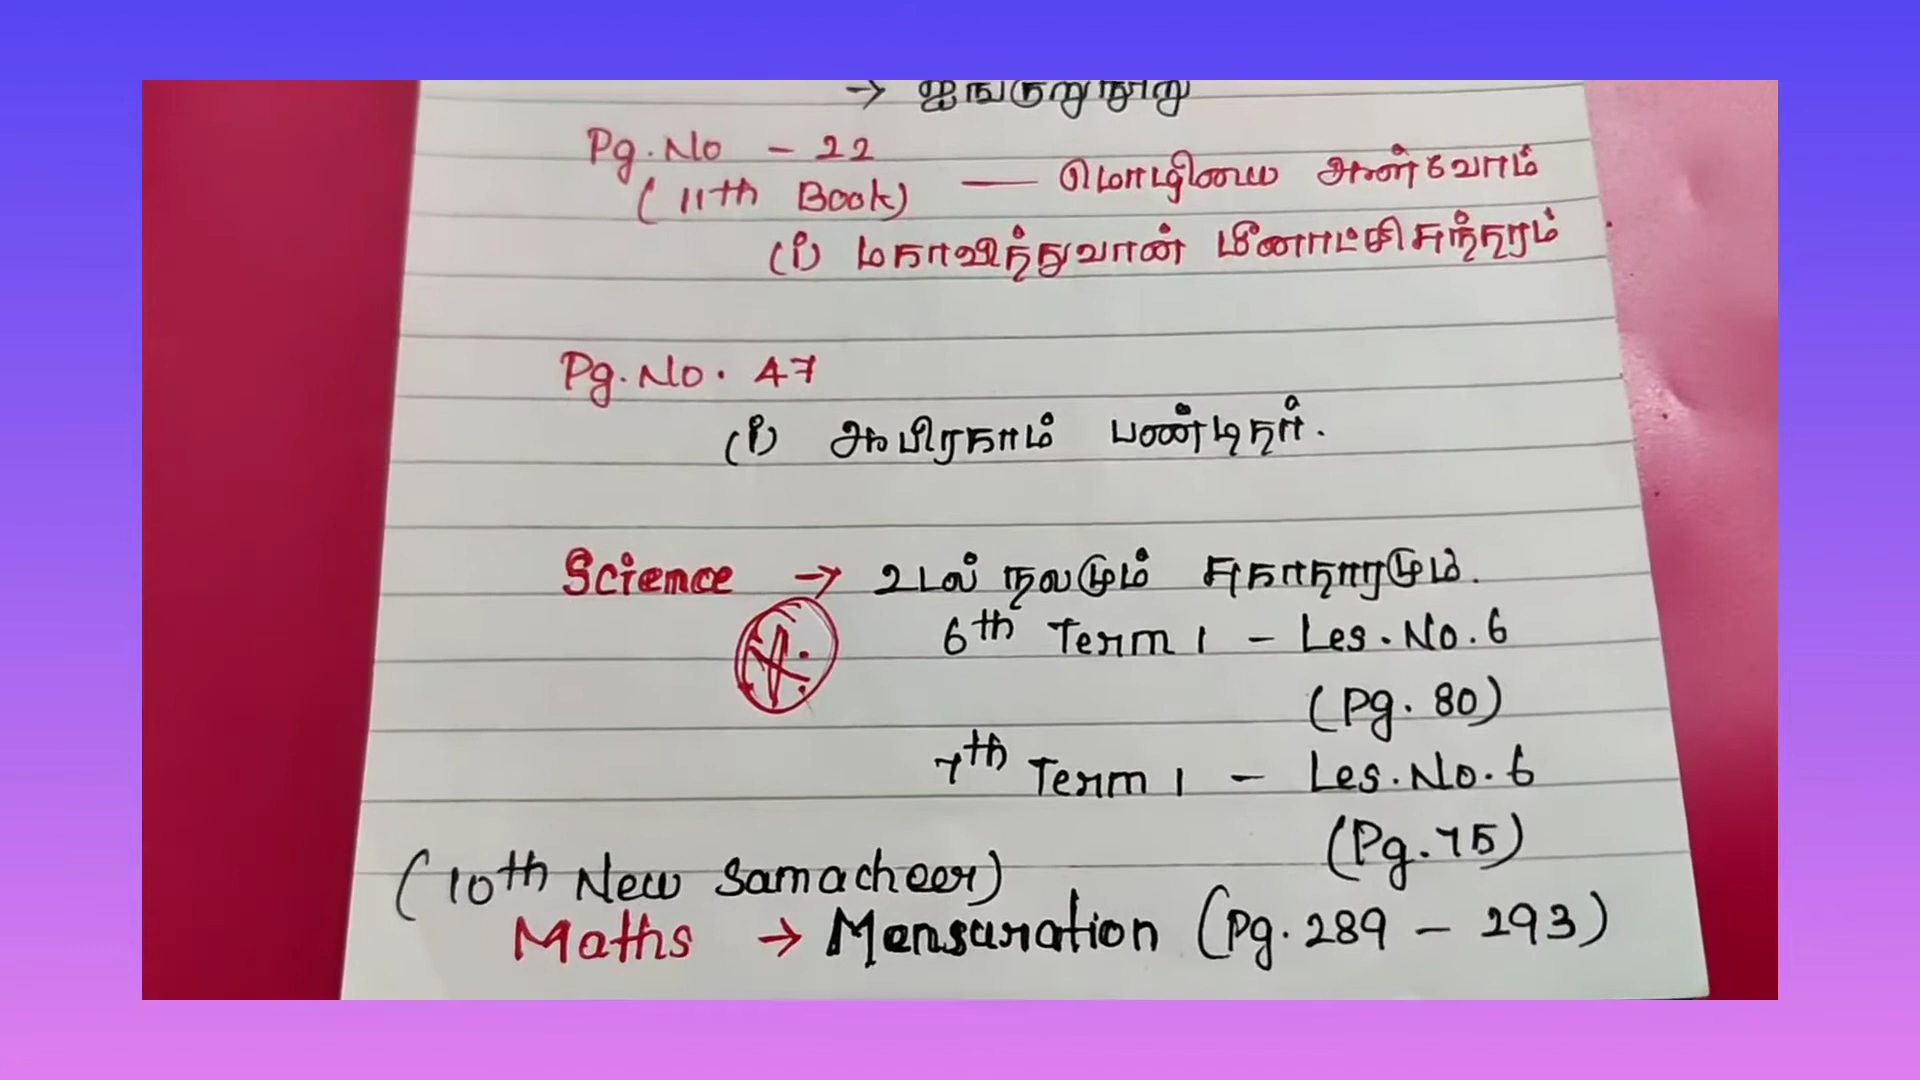 → ஐங்குறுநூறு
Pg.No - 22
(11th Book) — மொழியை ஆள்வோம்
(i) மகாவித்துவான் மீனாட்சிசுந்தரம்
Pg.No. 47
(i) ஆபிரகாம் பண்டிதர்.
Science → உடல் நலமும் சுகாதாரமும்.
6th Term 1 - Les.No.6
(Pg. 80)
7th Term 1 - Les.No.6
(Pg.75)
(10th New Samacheer)
Maths → Mensuration (Pg.289 - 293)